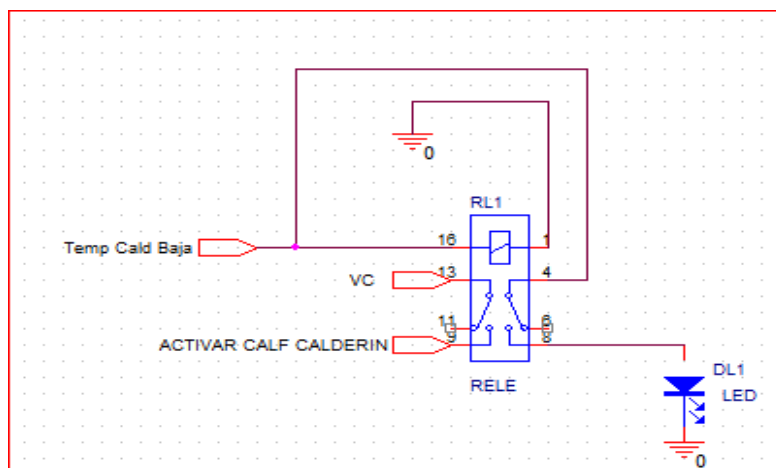 0
RL1
Temp Cald Baja
16
1
VC
13
4
11
6
ACTIVAR CALF CALDERIN
9
8
RELE
DL1
LED
0